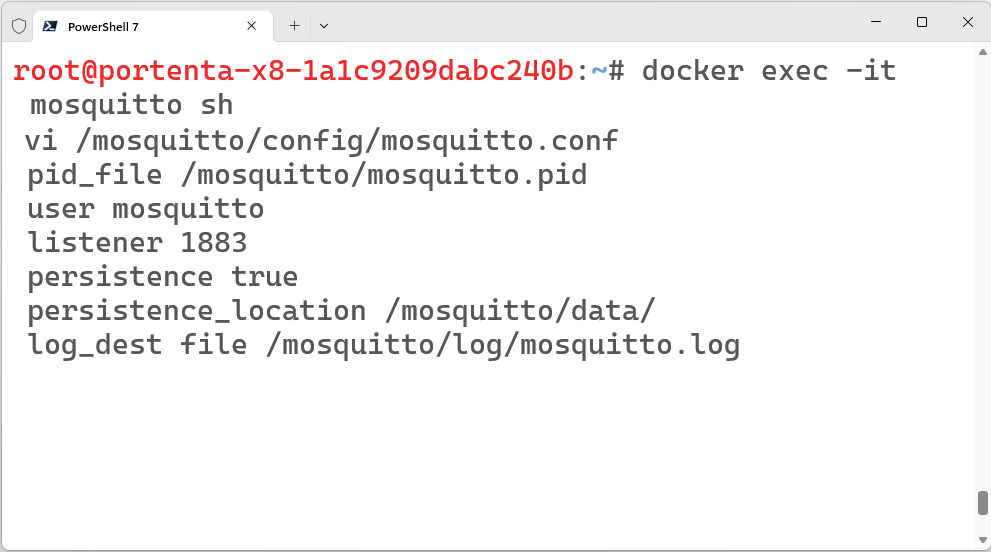 PowerShell 7
root@portenta-x8-1a1c9209dabc240b:~# docker exec -it
mosquitto sh
vi /mosquitto/config/mosquitto.conf
pid_file /mosquitto/mosquitto.pid
user mosquitto
listener 1883
persistence true
persistence_location /mosquitto/data/
log_dest file /mosquitto/log/mosquitto.log